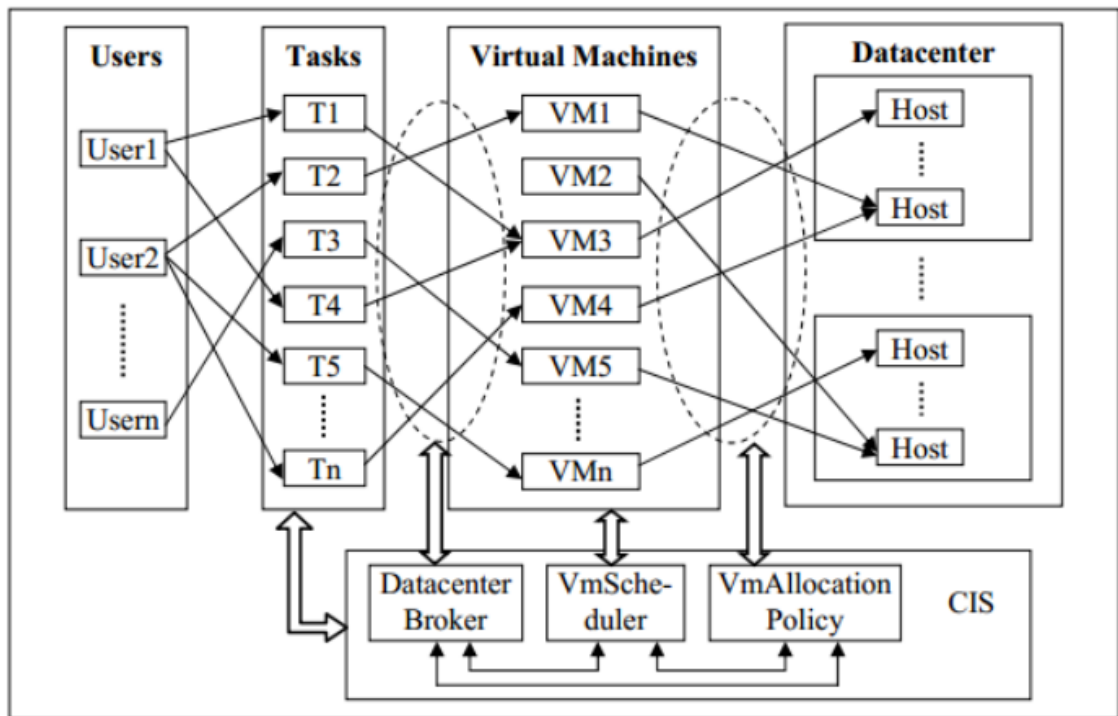 Users
Tasks
Virtual Machines
Datacenter
User1
User2
Usern
T1
T2
T3
T4
T5
Tn
VM1
VM2
VM3
VM4
VM5
VMn
Host
Host
Host
Host
Datacenter
Broker
VmSche-
duler
VmAllocation
Policy
CIS